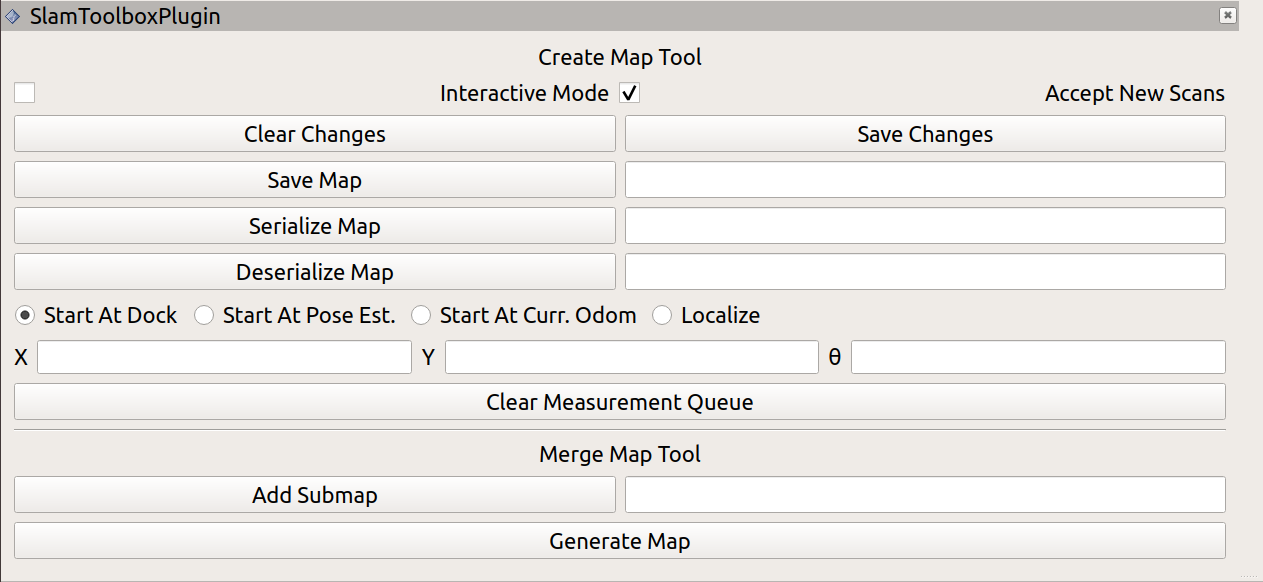 SlamToolboxPlugin
Create Map Tool
Interactive Mode Accept New Scans
Clear Changes Save Changes
Save Map
Serialize Map
Deserialize Map
Start At Dock Start At Pose Est. Start At Curr. Odom Localize
X Y θ
Clear Measurement Queue
Merge Map Tool
Add Submap
Generate Map